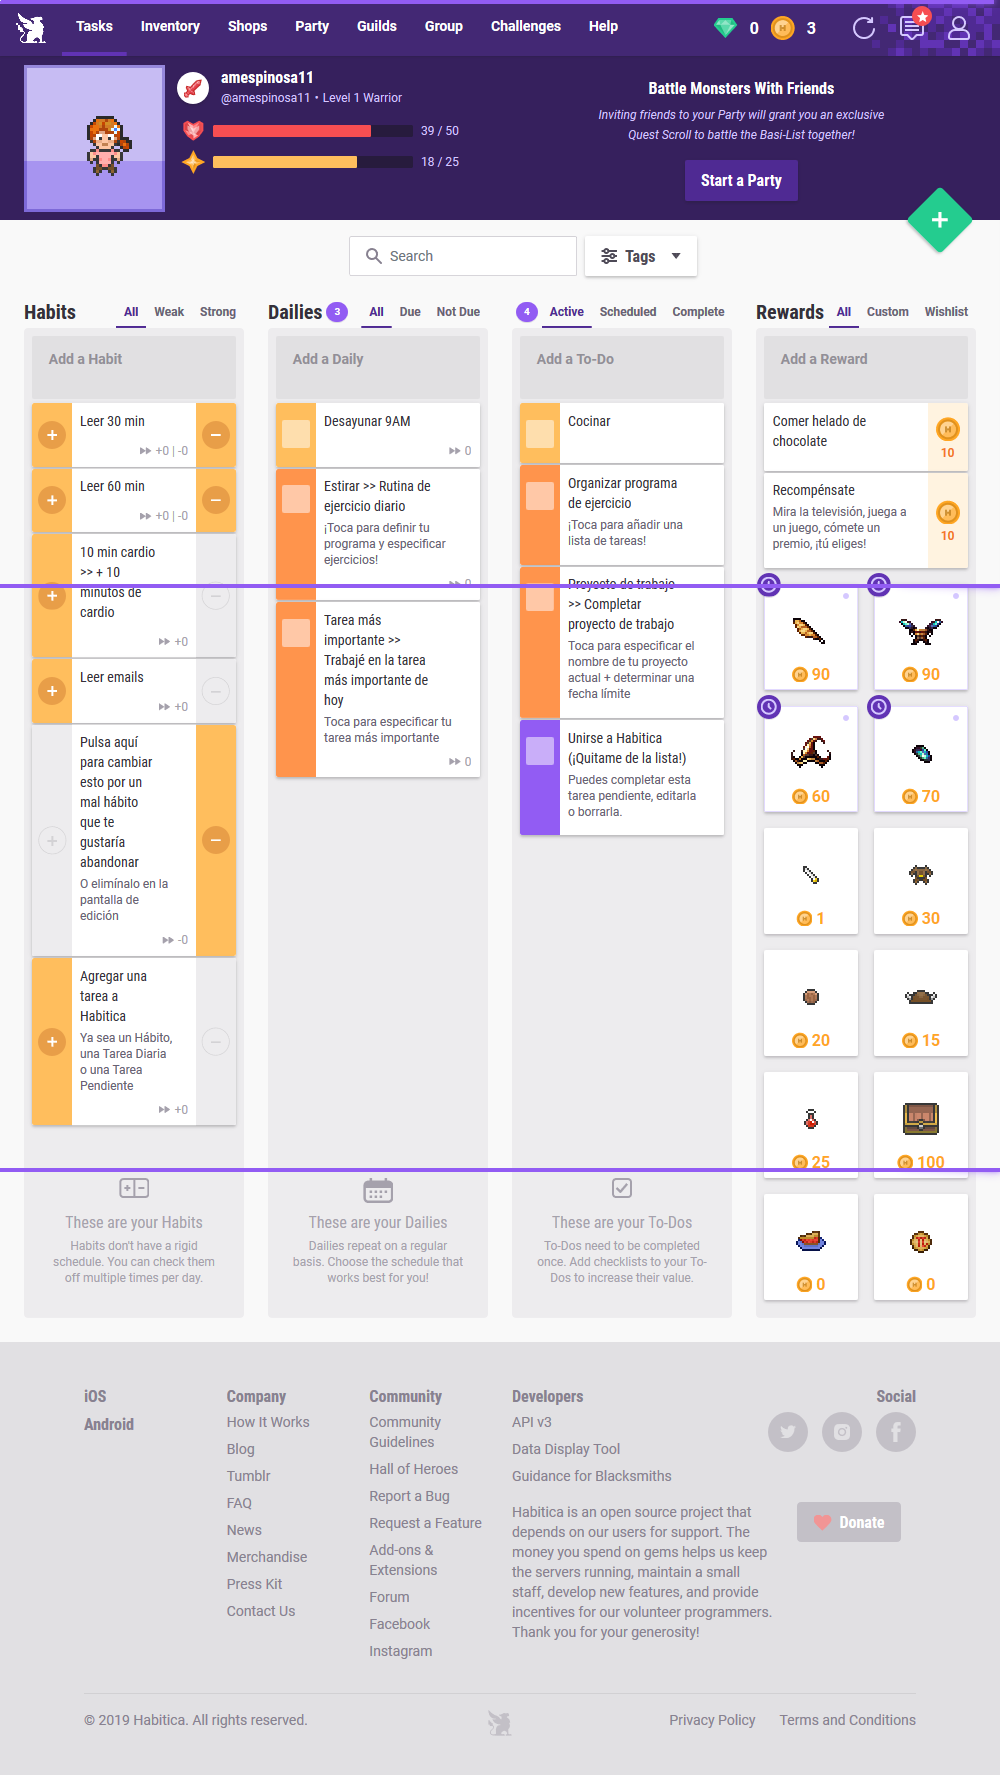 Tasks Inventory Shops Party Guilds Group Challenges Help 0 3
amespinosa11
@amespinosa11 • Level 1 Warrior
39 / 50
18 / 25
Battle Monsters With Friends
Inviting friends to your Party will grant you an exclusive
Quest Scroll to battle the Basi-List together!
Start a Party
Search
Tags
Habits All Weak Strong
Add a Habit
Leer 30 min
+0 | -0
Leer 60 min
+0 | -0
10 min cardio
>> + 10
minutos de
cardio
+0
Leer emails
+0
Pulsa aquí
para cambiar
esto por un
mal hábito
que te
gustaría
abandonar
O elimínalo en la
pantalla de
edición
-0
Agregar una
tarea a
Habitica
Ya sea un Hábito,
una Tarea Diaria
o una Tarea
Pendiente
+0
These are your Habits
Habits don't have a rigid
schedule. You can check them
off multiple times per day.
Dailies 3 All Due Not Due
Add a Daily
Desayunar 9AM
0
Estirar >> Rutina de
ejercicio diario
¡Toca para definir tu
programa y especificar
ejercicios!
0
Tarea más
importante >>
Trabajé en la tarea
más importante de
hoy
Toca para especificar tu
tarea más importante
0
These are your Dailies
Dailies repeat on a regular
basis. Choose the schedule that
works best for you!
4 Active Scheduled Complete
Add a To-Do
Cocinar
Organizar programa
de ejercicio
¡Toca para añadir una
lista de tareas!
Proyecto de trabajo
>> Completar
proyecto de trabajo
Toca para especificar el
nombre de tu proyecto
actual + determinar una
fecha límite
Unirse a Habitica
(¡Quitame de la lista!)
Puedes completar esta
tarea pendiente, editarla
o borrarla.
These are your To-Dos
To-Dos need to be completed
once. Add checklists to your To-
Dos to increase their value.
Rewards All Custom Wishlist
Add a Reward
Comer helado de
chocolate
10
Recompénsate
Mira la televisión, juega a
un juego, cómete un
premio, ¡tú eliges!
10
90 90
60 70
1 30
20 15
25 100
0 0
iOS
Android
Company
How It Works
Blog
Tumblr
FAQ
News
Merchandise
Press Kit
Contact Us
Community
Community
Guidelines
Hall of Heroes
Report a Bug
Request a Feature
Add-ons &
Extensions
Forum
Facebook
Instagram
Developers
API v3
Data Display Tool
Guidance for Blacksmiths
Habitica is an open source project that
depends on our users for support. The
money you spend on gems helps us keep
the servers running, maintain a small
staff, develop new features, and provide
incentives for our volunteer programmers.
Thank you for your generosity!
Social
Donate
© 2019 Habitica. All rights reserved.
Privacy Policy Terms and Conditions